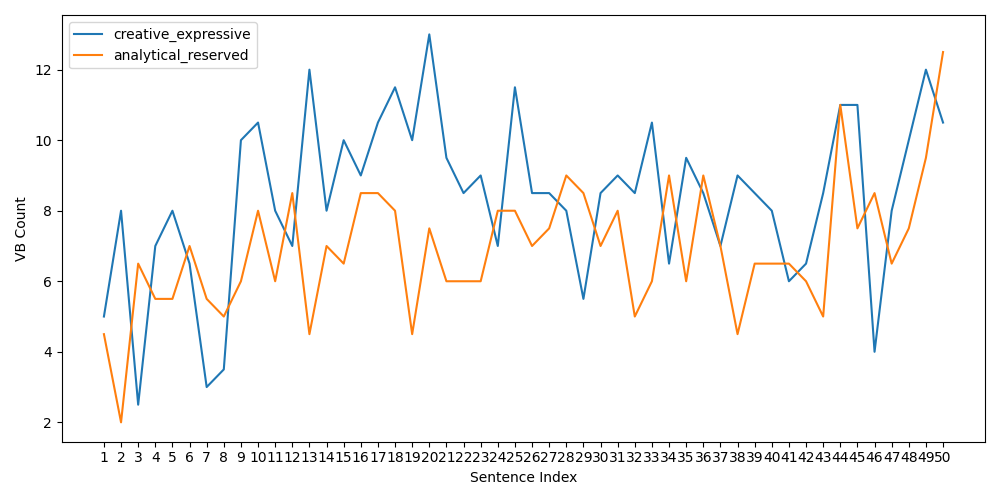 creative_expressive
analytical_reserved
VB Count
12
10
8
6
4
2
1 2 3 4 5 6 7 8 9 10 11 12 13 14 15 16 17 18 19 20 21 22 23 24 25 26 27 28 29 30 31 32 33 34 35 36 37 38 39 40 41 42 43 44 45 46 47 48 49 50
Sentence Index